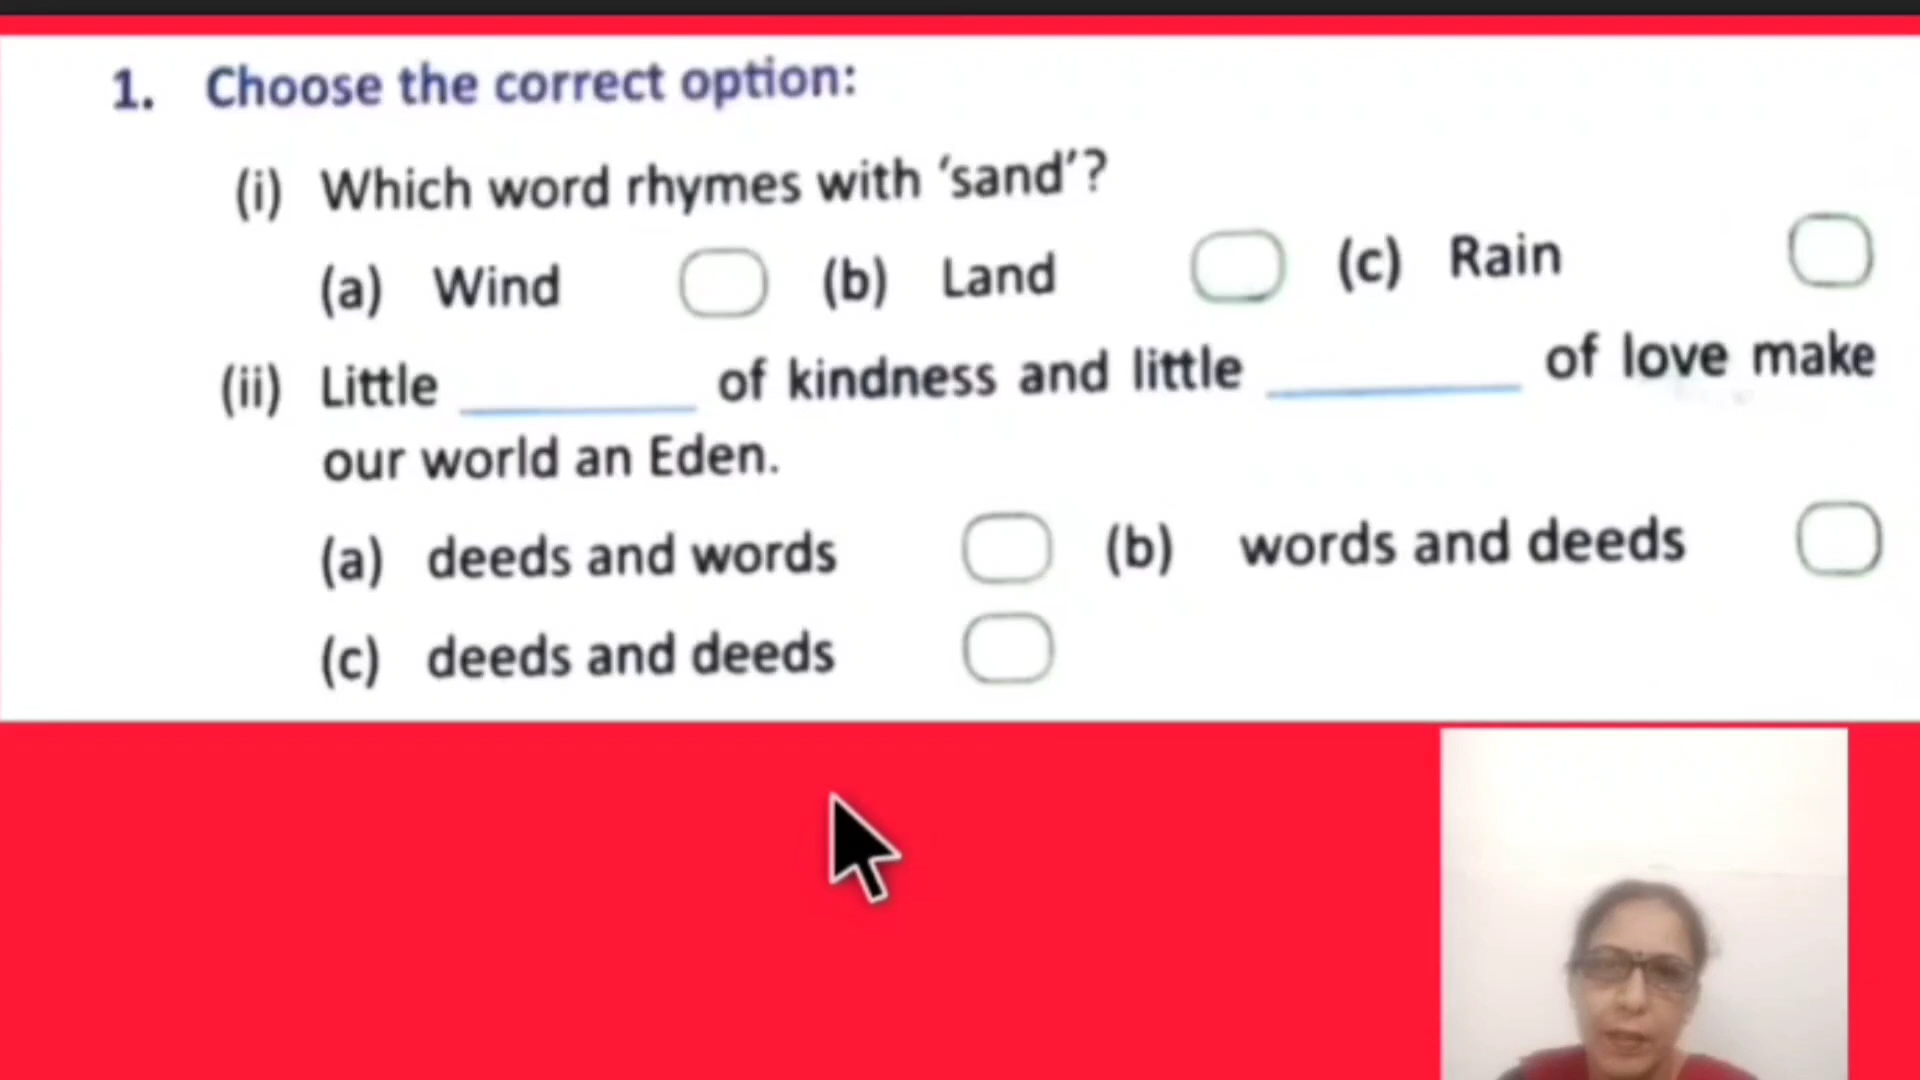 1. Choose the correct option:
(i) Which word rhymes with ‘sand’?
(a) Wind (b) Land (c) Rain
(ii) Little ________ of kindness and little ________ of love make
our world an Eden.
(a) deeds and words (b) words and deeds
(c) deeds and deeds